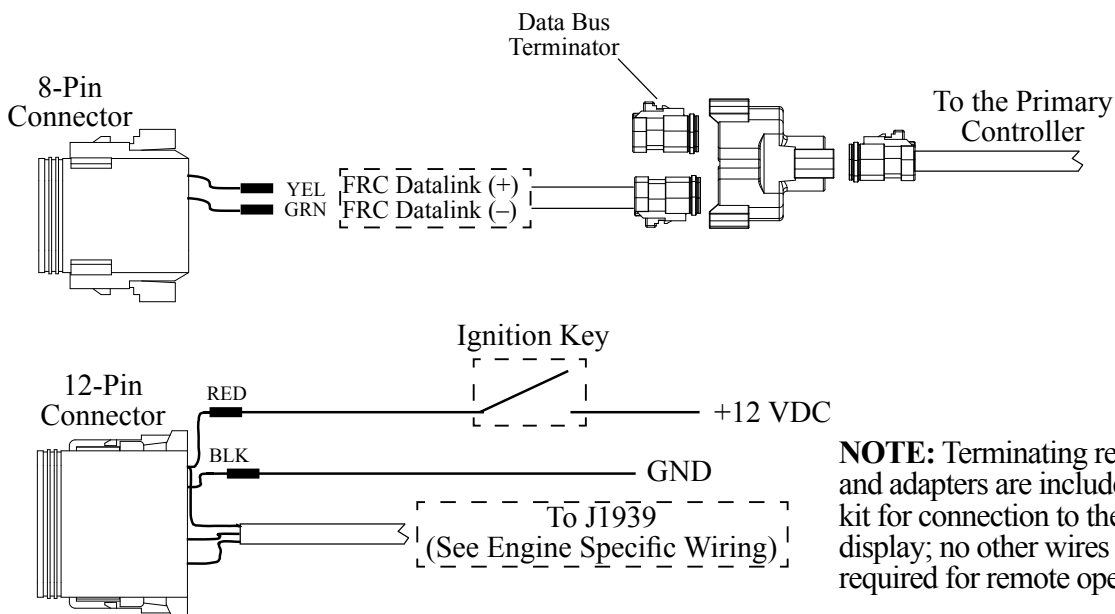 Data Bus
Terminator
8-Pin
Connector
To the Primary
Controller
YEL
FRC Datalink (+)
GRN
FRC Datalink (–)
Ignition Key
12-Pin
Connector
RED
+12 VDC
BLK
GND
To J1939
(See Engine Specific Wiring)
NOTE: Terminating re
and adapters are include
kit for connection to the
display; no other wires
required for remote ope